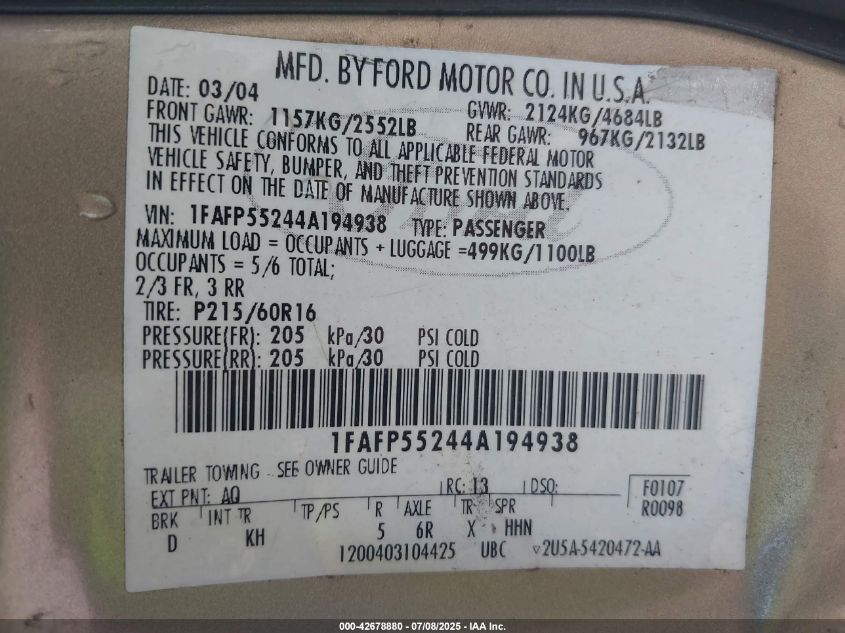 MFD. BY FORD MOTOR CO. IN U.S.A.
DATE: 03/04 GVWR: 2124KG/4684LB
FRONT GAWR: 1157KG/2552LB REAR GAWR: 967KG/2132LB
THIS VEHICLE CONFORMS TO ALL APPLICABLE FEDERAL MOTOR
VEHICLE SAFETY, BUMPER, AND THEFT PREVENTION STANDARDS
IN EFFECT ON THE DATE OF MANUFACTURE SHOWN ABOVE.
VIN: 1FAFP55244A194938 TYPE: PASSENGER
MAXIMUM LOAD = OCCUPANTS + LUGGAGE =499KG/1100LB
OCCUPANTS = 5/6 TOTAL;
2/3 FR, 3 RR
TIRE: P215/60R16
PRESSURE(FR): 205 kPa/30 PSI COLD
PRESSURE(RR): 205 kPa/30 PSI COLD
1FAFP55244A194938
TRAILER TOWING - SEE OWNER GUIDE
EXT PNT: AQ RC: 13 DSO: F0107
R0098
BRK INT TR TP/PS R AXLE TR SPR
D KH 5 6R X HHN
1200403104425 UBC 2U5A-5420472-AA
000-42678880 - 07/08/2025 - IAA Inc.